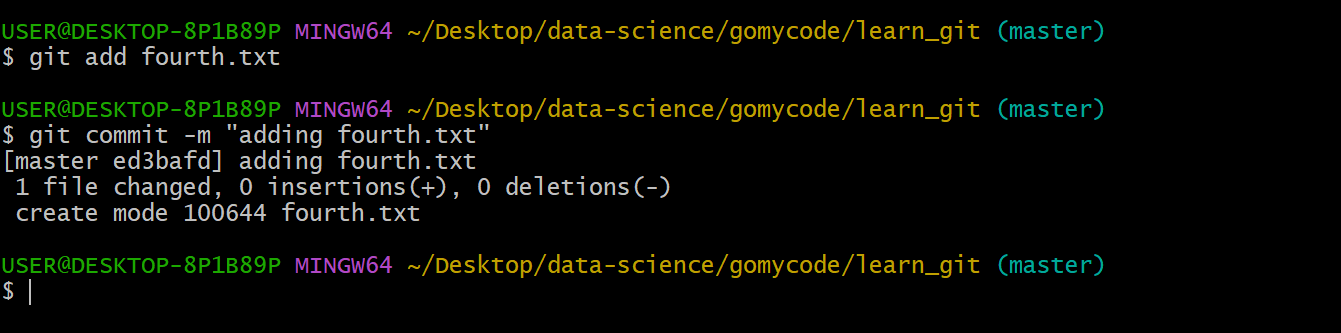 USER@DESKTOP-8P1B89P MINGW64 ~/Desktop/data-science/gomycode/learn_git (master)
$ git add fourth.txt
USER@DESKTOP-8P1B89P MINGW64 ~/Desktop/data-science/gomycode/learn_git (master)
$ git commit -m "adding fourth.txt"
[master ed3bafd] adding fourth.txt
 1 file changed, 0 insertions(+), 0 deletions(-)
 create mode 100644 fourth.txt
USER@DESKTOP-8P1B89P MINGW64 ~/Desktop/data-science/gomycode/learn_git (master)
$